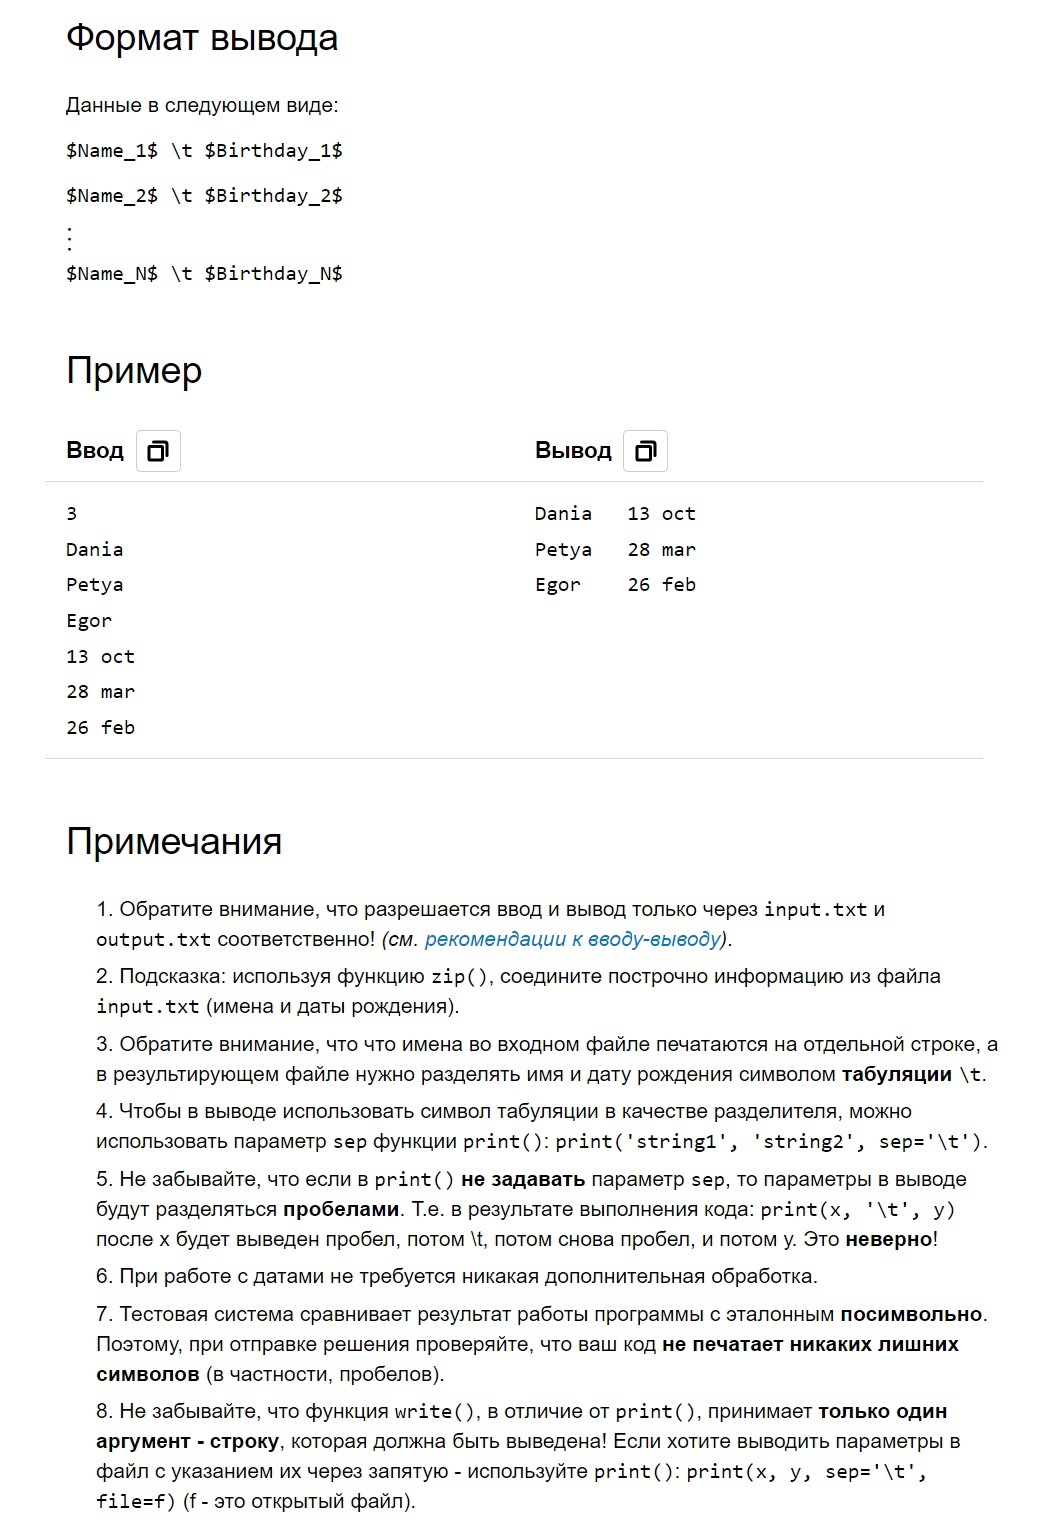 Формат вывода
Данные в следующем виде:
$Name_1$ \t $Birthday_1$
$Name_2$ \t $Birthday_2$
⋮
$Name_N$ \t $Birthday_N$
Пример
Ввод
Вывод
3
Dania
Petya
Egor
13 oct
28 mar
26 feb
Dania 13 oct
Petya 28 mar
Egor 26 feb
Примечания
1. Обратите внимание, что разрешается ввод и вывод только через input.txt и
output.txt соответственно! (см. рекомендации к вводу-выводу).
2. Подсказка: используя функцию zip(), соедините построчно информацию из файла
input.txt (имена и даты рождения).
3. Обратите внимание, что что имена во входном файле печатаются на отдельной строке, а
в результирующем файле нужно разделять имя и дату рождения символом табуляции \t.
4. Чтобы в выводе использовать символ табуляции в качестве разделителя, можно
использовать параметр sep функции print(): print('string1', 'string2', sep='\t').
5. Не забывайте, что если в print() не задавать параметр sep, то параметры в выводе
будут разделяться пробелами. Т.е. в результате выполнения кода: print(x, '\t', y)
после x будет выведен пробел, потом \t, потом снова пробел, и потом y. Это неверно!
6. При работе с датами не требуется никакая дополнительная обработка.
7. Тестовая система сравнивает результат работы программы с эталонным посимвольно.
Поэтому, при отправке решения проверяйте, что ваш код не печатает никаких лишних
символов (в частности, пробелов).
8. Не забывайте, что функция write(), в отличие от print(), принимает только один
аргумент - строку, которая должна быть выведена! Если хотите выводить параметры в
файл с указанием их через запятую - используйте print(): print(x, y, sep='\t',
file=f) (f - это открытый файл).